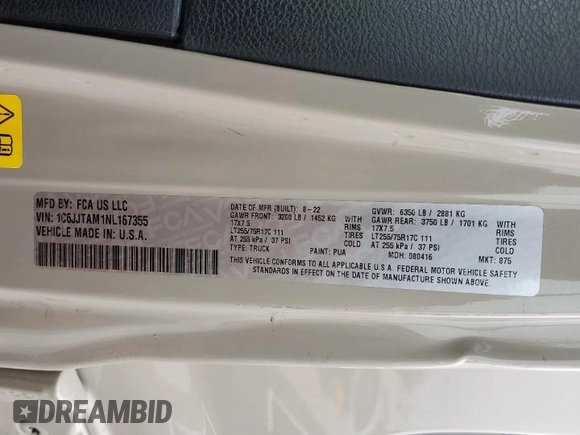 MFD BY: FCA US LLC
VIN: 1C6JJTAM1NL167355
VEHICLE MADE IN U.S.A.
DATE OF MFR (BUILT): 8-22
GAWR FRONT: 3200 LB / 1452 KG WITH
17X7.5 RIMS
LT255/75R17C 111 TIRES
AT 255 kPa / 37 PSI
TYPE: TRUCK
PAINT: PUA
GVWR: 6350 LB / 2881 KG
GAWR REAR: 3750 LB / 1701 KG WITH
17X7.5 RIMS
LT255/75R17C 111 TIRES
AT 255 kPa / 37 PSI
MDH: 080416
MKT: 875
THIS VEHICLE CONFORMS TO ALL APPLICABLE U.S.A. FEDERAL MOTOR VEHICLE SAFETY
STANDARDS IN EFFECT ON THE DATE OF MANUFACTURE SHOWN ABOVE.
DREAMBID